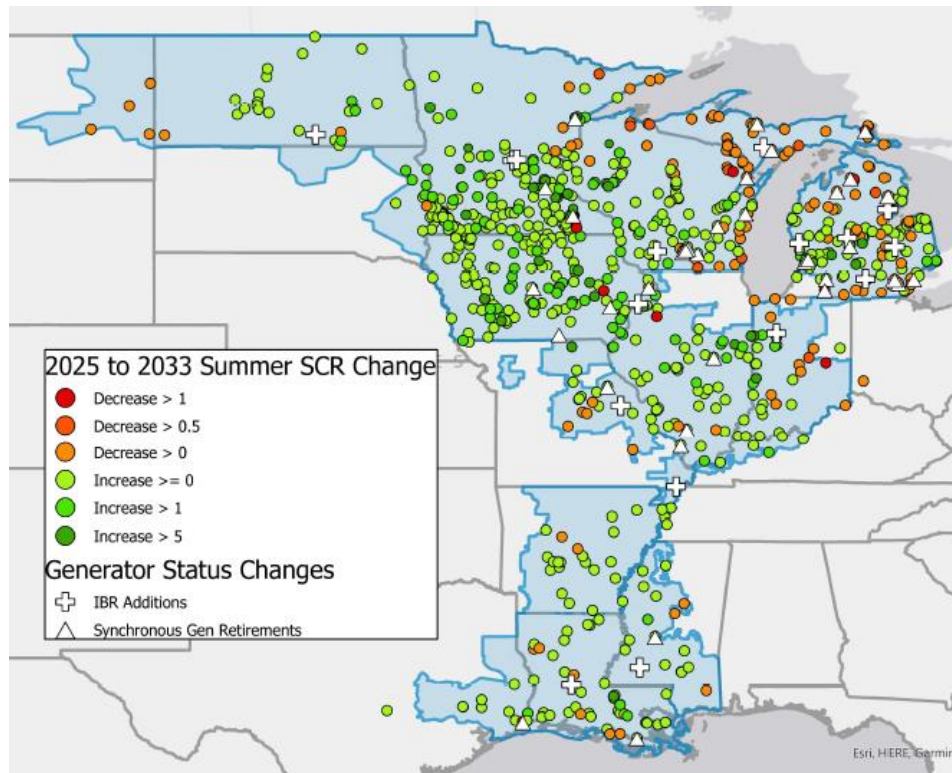 2025 to 2033 Summer SCR Change
Decrease > 1
Decrease > 0.5
Decrease > 0
Increase >= 0
Increase > 1
Increase > 5
Generator Status Changes
IBR Additions
Synchronous Gen Retirements
Esri, HERE, Garmin